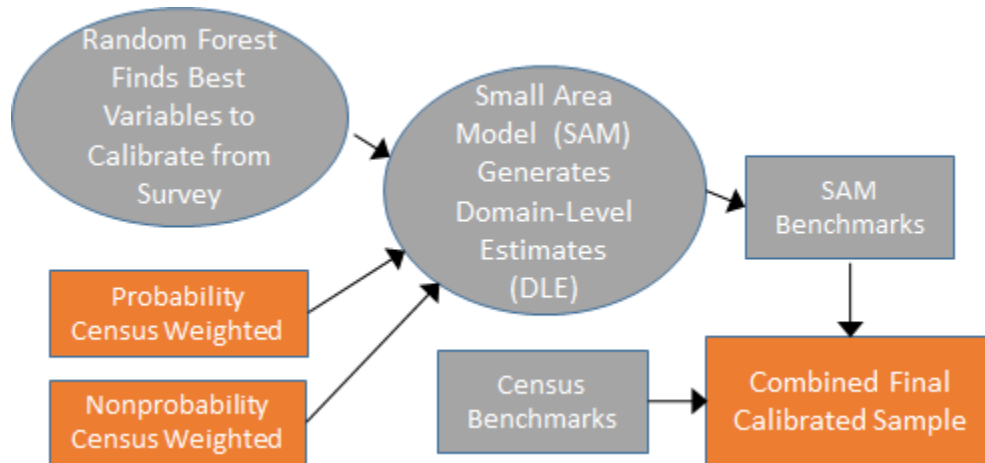 Random Forest
Finds Best
Variables to
Calibrate from
Survey
Small Area
Model (SAM)
Generates
Domain-Level
Estimates
(DLE)
SAM
Benchmarks
Probability
Census Weighted
Nonprobability
Census Weighted
Census
Benchmarks
Combined Final
Calibrated Sample